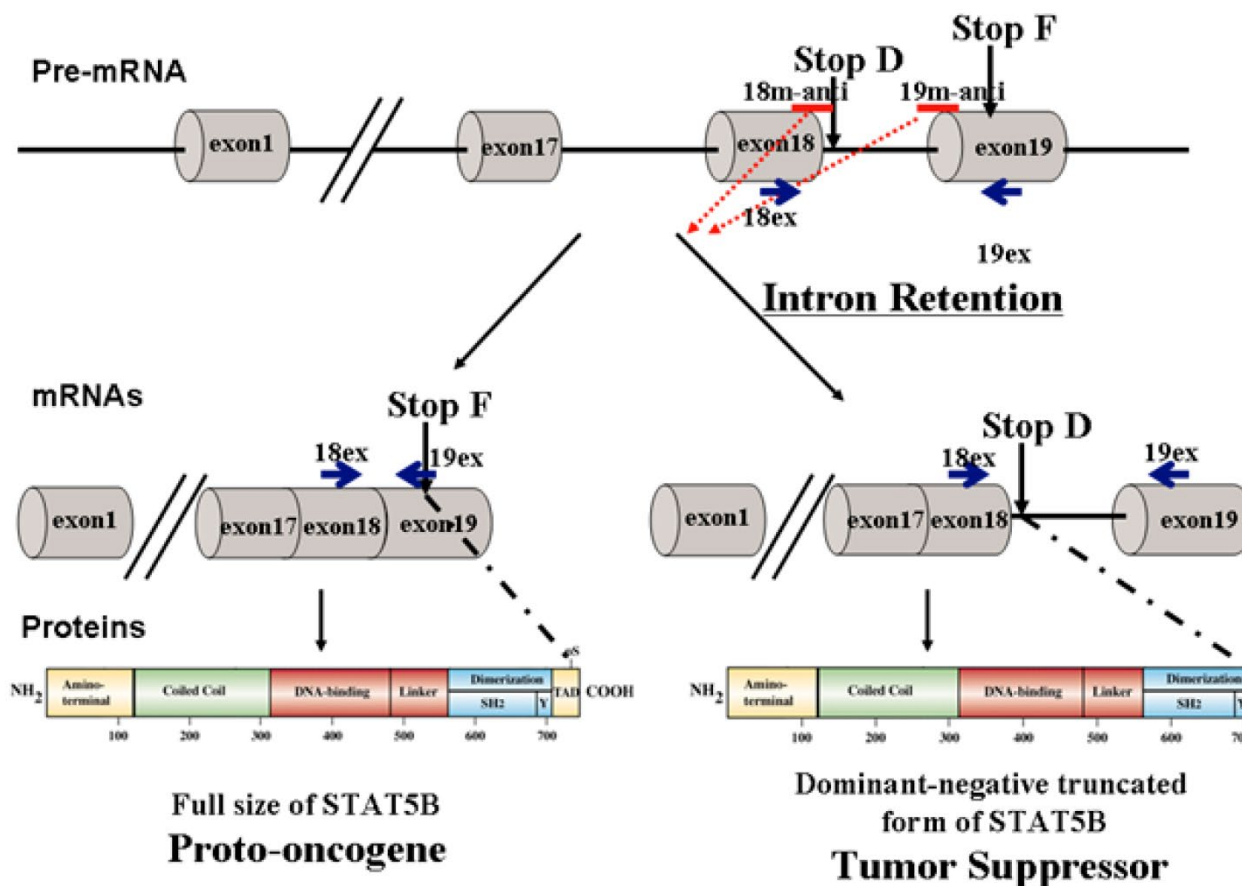 Pre-mRNA
Stop D
Stop F
18m-anti
19m-anti
exon1
exon17
exon18
exon19
18ex
19ex
Intron Retention
mRNAs
Stop F
18ex
19ex
exon1
exon17
exon18
exon19
Stop D
18ex
19ex
exon1
exon17
exon18
exon19
Proteins
pS
NH2
Amino-terminal
Coiled Coil
DNA-binding
Linker
Dimerization
SH2
Y
TAD
COOH
100
200
300
400
500
600
700
NH2
Amino-terminal
Coiled Coil
DNA-binding
Linker
Dimerization
SH2
Y
100
200
300
400
500
600
Full size of STAT5B
Proto-oncogene
Dominant-negative truncated
form of STAT5B
Tumor Suppressor